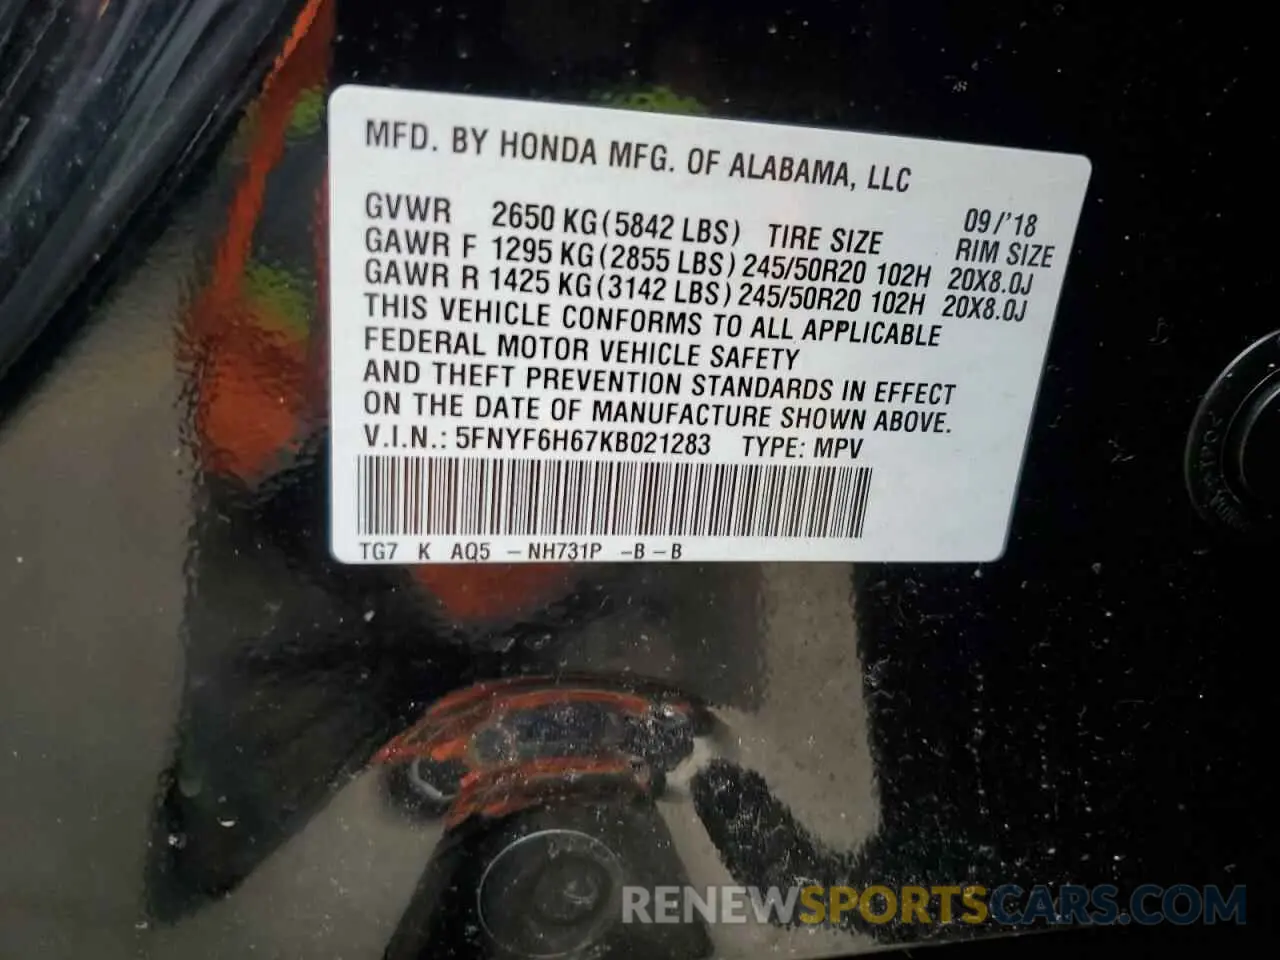 MFD. BY HONDA MFG. OF ALABAMA, LLC
09/'18
GVWR 2650 KG (5842 LBS) TIRE SIZE RIM SIZE
GAWR F 1295 KG (2855 LBS) 245/50R20 102H 20X8.0J
GAWR R 1425 KG (3142 LBS) 245/50R20 102H 20X8.0J
THIS VEHICLE CONFORMS TO ALL APPLICABLE
FEDERAL MOTOR VEHICLE SAFETY
AND THEFT PREVENTION STANDARDS IN EFFECT
ON THE DATE OF MANUFACTURE SHOWN ABOVE.
V.I.N.: 5FNYF6H67KB021283 TYPE: MPV
TG7 K AQ5 – NH731P –B – B
RENEWSPORTSCARS.COM